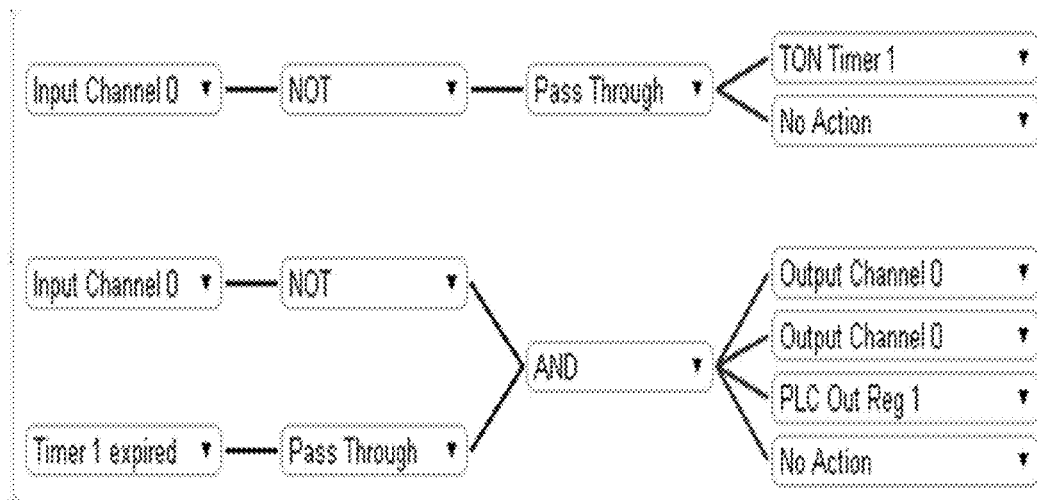 TON Timer 1
Input Channel 0 NOT Pass Through
No Action
Input Channel 0 NOT Output Channel 0
Output Channel 0
AND
PLC Out Reg 1
Timer 1 expired Pass Through No Action